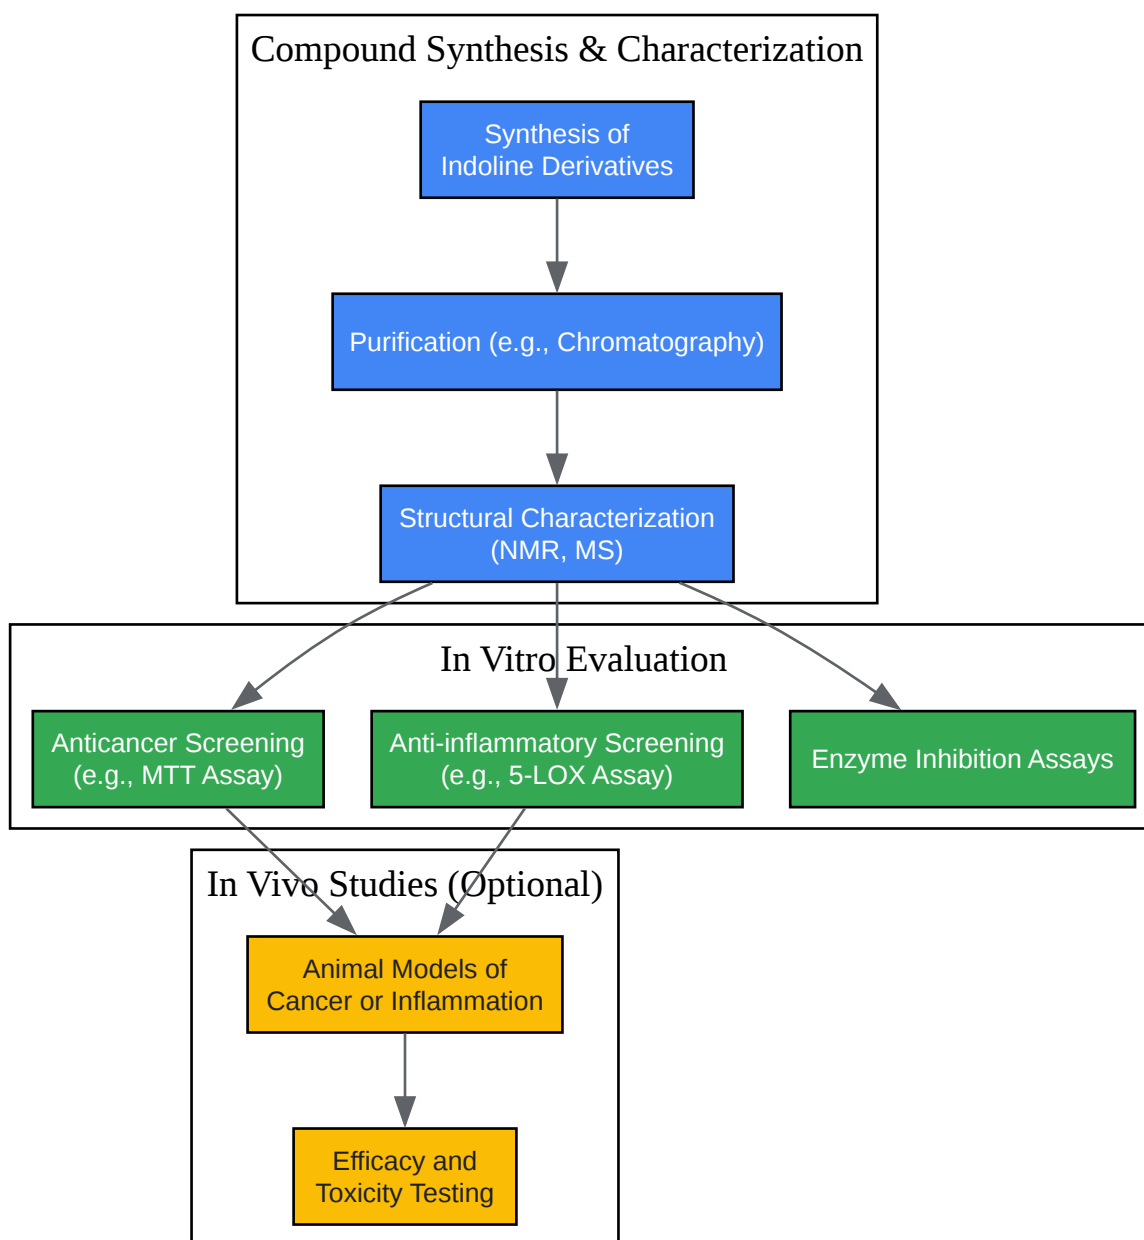 Compound Synthesis & Characterization
Synthesis of
Indoline Derivatives
Purification (e.g., Chromatography)
Structural Characterization
(NMR, MS)
In Vitro Evaluation
Anticancer Screening
(e.g., MTT Assay)
Anti-inflammatory Screening
(e.g., 5-LOX Assay)
Enzyme Inhibition Assays
In Vivo Studies (Optional)
Animal Models of
Cancer or Inflammation
Efficacy and
Toxicity Testing